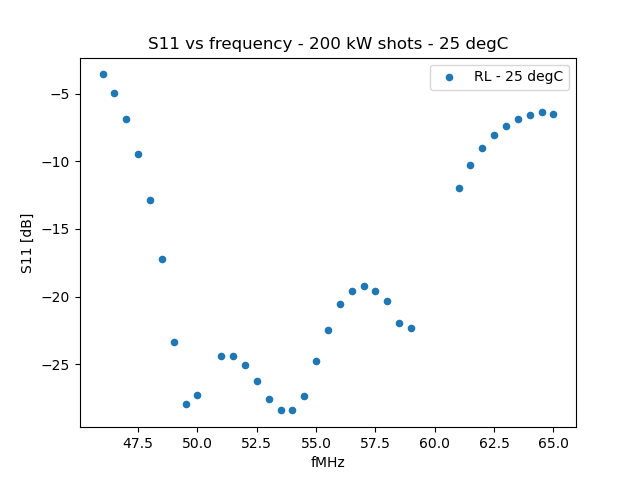 S11 vs frequency - 200 kW shots - 25 degC
RL - 25 degC
S11 [dB]
−5
−10
−15
−20
−25
47.5 50.0 52.5 55.0 57.5 60.0 62.5 65.0
fMHz